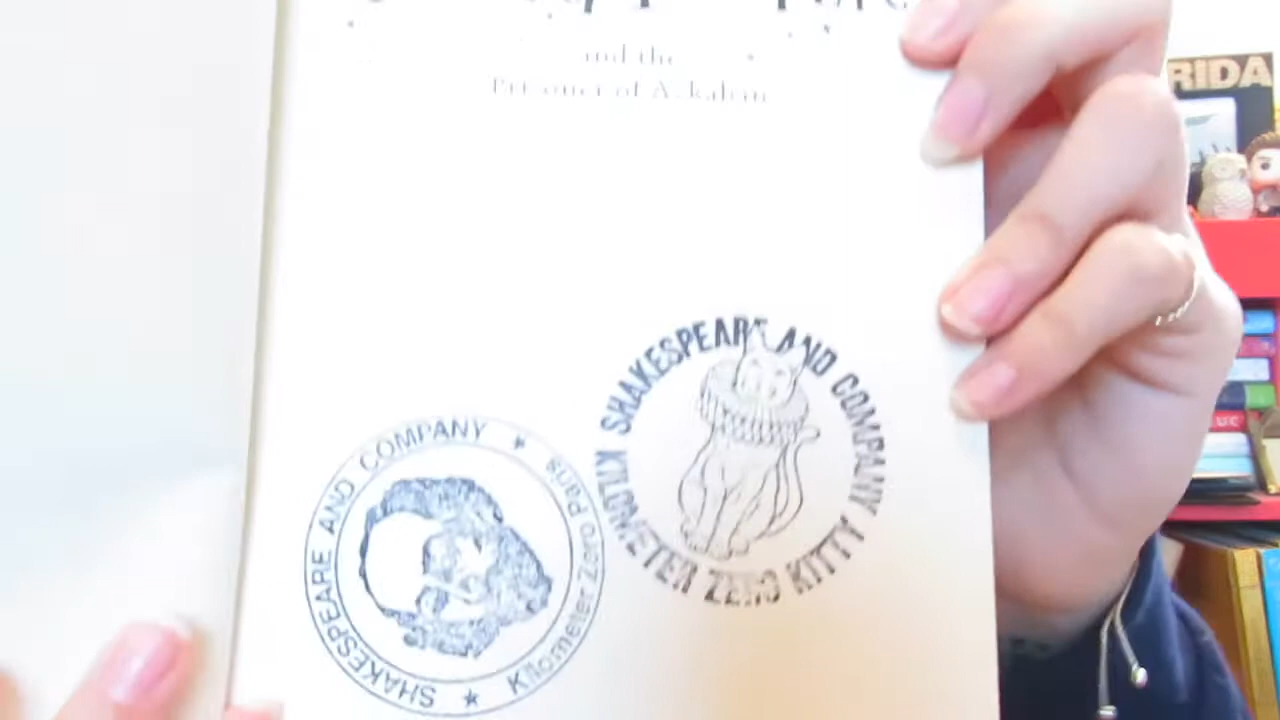 and the
Prisoner of Azkaban
SHAKESPEARE AND COMPANY
KILOMETER ZERO KITTY
SHAKESPEARE AND COMPANY ★
Kilometer Zero Paris ★
RIDA